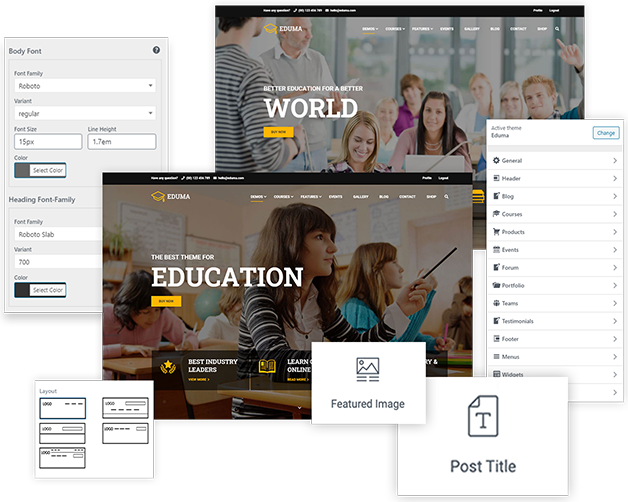 Have any question? (00) 123 456 789 hello@eduma.com Profile Logout
EDUMA
DEMOS COURSES FEATURES EVENTS GALLERY BLOG CONTACT SHOP
BETTER EDUCATION FOR A BETTER
WORLD
BUY NOW
Body Font
Font Family
Roboto
Variant
regular
Font Size
Line Height
15px
1.7em
Color
Select Color
Heading Font-Family
Font Family
Roboto Slab
Variant
700
Color
Select Color
Active theme
Eduma
Change
General
Header
Blog
Courses
Products
Events
Forum
Portfolio
Teams
Testimonials
Footer
Menus
Widgets
Have any question? (00) 123 456 789 hello@eduma.com Profile Logout
EDUMA
DEMOS COURSES FEATURES EVENTS GALLERY BLOG CONTACT SHOP
THE BEST THEME FOR
EDUCATION
BUY NOW
BEST INDUSTRY
LEADERS
VIEW MORE
LEARN
ONLINE
READ MORE
Y &
Layout
LOGO
LOGO
LOGO
LOGO
LOGO
Featured Image
T
Post Title